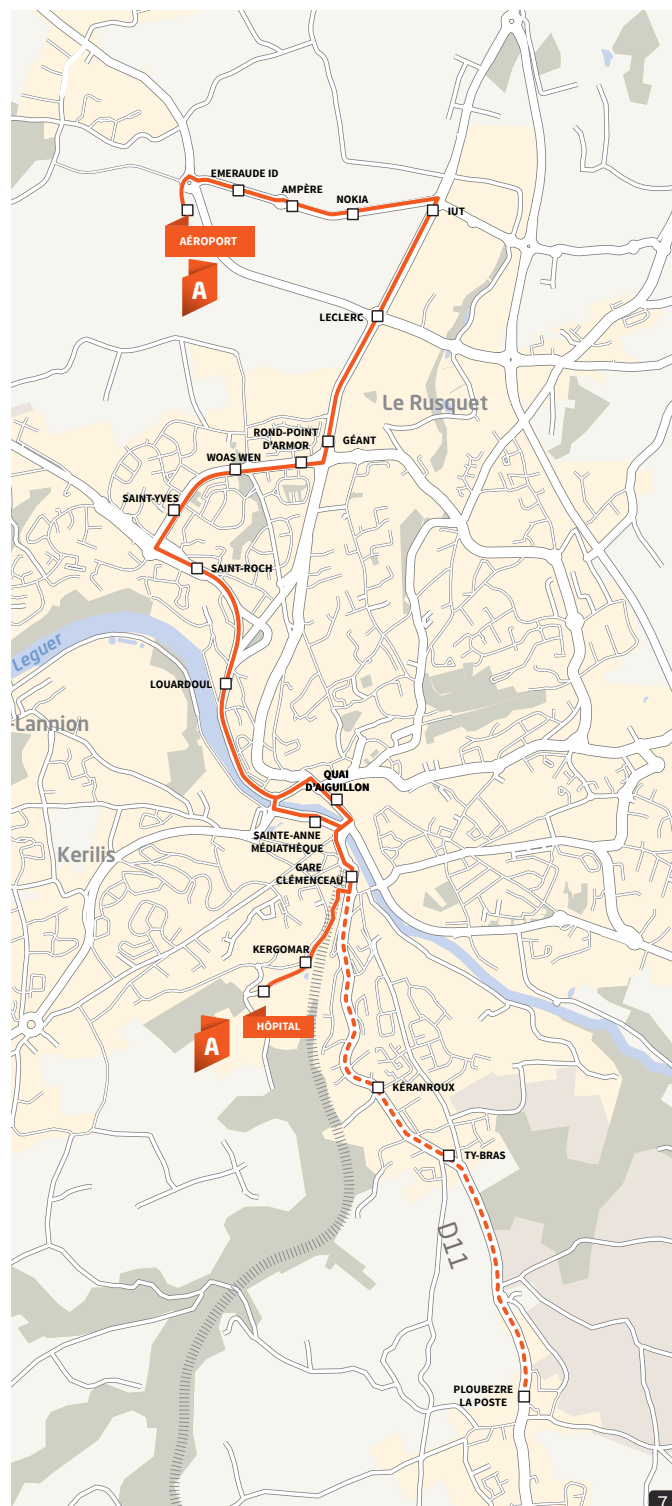 EMERAUDE ID
AMPÈRE
NOKIA
IUT
AÉROPORT
A
LECLERC
Le Rusquet
ROND-POINT
D'ARMOR
GÉANT
WOAS WEN
SAINT-YVES
SAINT-ROCH
Leguer
LOUARDOUL
-Lannion
QUAI
D'AIGUILLON
SAINTE-ANNE
MÉDIATHÈQUE
Kerilis
GARE
CLÉMENCEAU
KERGOMAR
HÔPITAL
A
KÉRANROUX
TY-BRAS
D11
PLOUBEZRE
LA POSTE
7